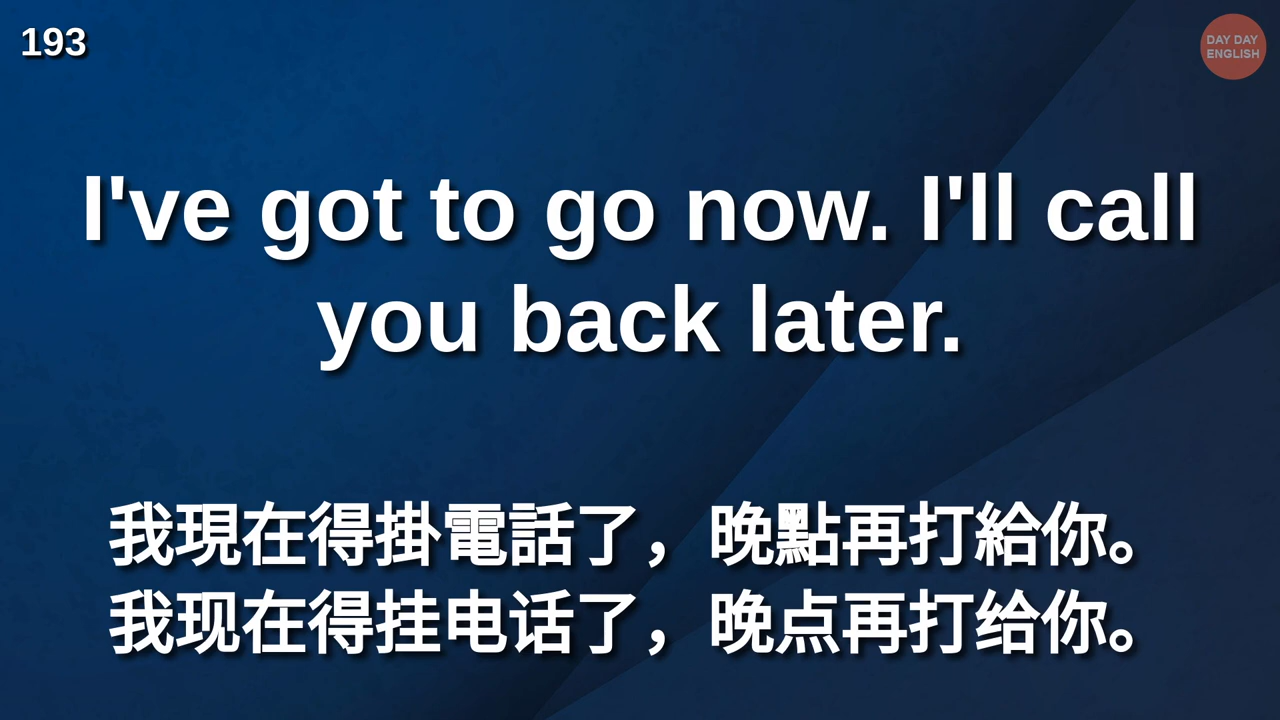 193
DAY DAY
ENGLISH
I've got to go now. I'll call
you back later.
我現在得掛電話了，晚點再打給你。
我现在得挂电话了，晚点再打给你。